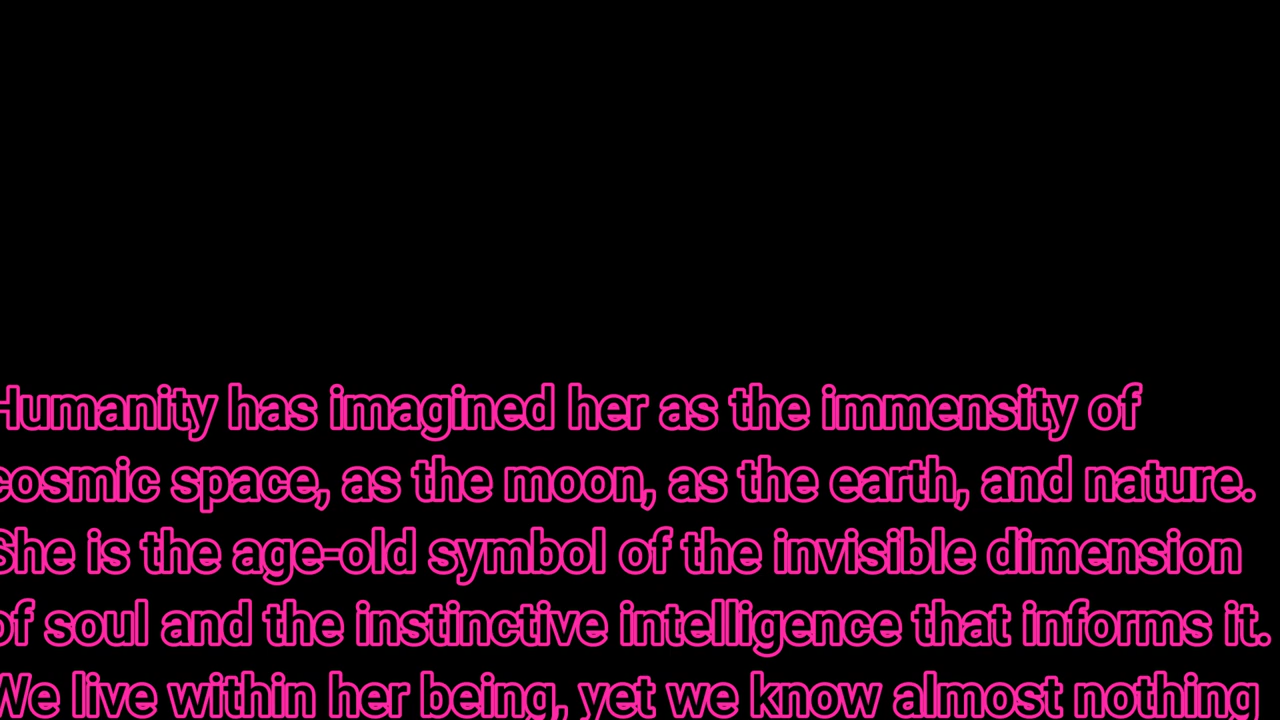 Humanity has imagined her as the immensity of
cosmic space, as the moon, as the earth, and nature.
She is the age-old symbol of the invisible dimension
of soul and the instinctive intelligence that informs it.
We live within her being, yet we know almost nothing